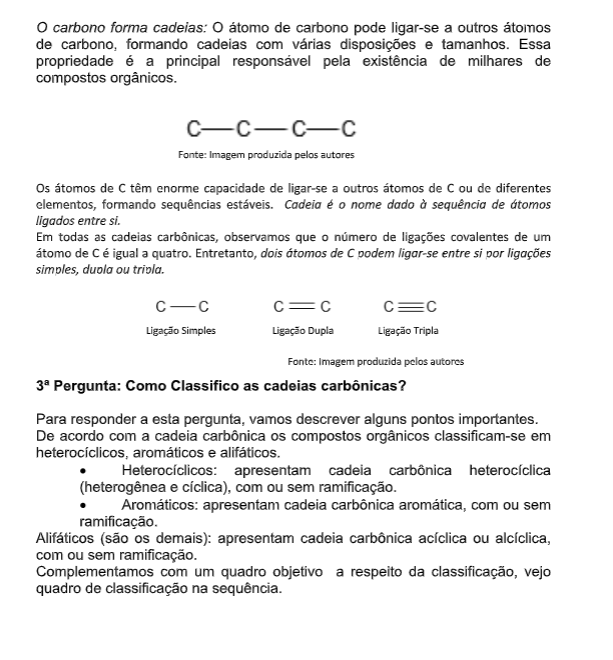 O carbono forma cadeias: O átomo de carbono pode ligar-se a outros átomos
de carbono, formando cadeias com várias disposições e tamanhos. Essa
propriedade é a principal responsável pela existência de milhares de
compostos orgânicos.
C—C—C—C
Fonte: Imagem produzida pelos autores
Os átomos de C têm enorme capacidade de ligar-se a outros átomos de C ou de diferentes
elementos, formando sequências estáveis. Cadeia é o nome dado à sequência de átomos
ligados entre si.
Em todas as cadeias carbônicas, observamos que o número de ligações covalentes de um
átomo de C é igual a quatro. Entretanto, dois átomos de C podem ligar-se entre si por ligações
simples, dupla ou tripla.
C—C C=C C≡C
Ligação Simples Ligação Dupla Ligação Tripla
Fonte: Imagem produzida pelos autores
3ª Pergunta: Como Classifico as cadeias carbônicas?
Para responder a esta pergunta, vamos descrever alguns pontos importantes.
De acordo com a cadeia carbônica os compostos orgânicos classificam-se em
heterocíclicos, aromáticos e alifáticos.
• Heterocíclicos: apresentam cadeia carbônica heterocíclica
(heterogênea e cíclica), com ou sem ramificação.
• Aromáticos: apresentam cadeia carbônica aromática, com ou sem
ramificação.
Alifáticos (são os demais): apresentam cadeia carbônica acíclica ou alcíclica,
com ou sem ramificação.
Complementamos com um quadro objetivo a respeito da classificação, vejo
quadro de classificação na sequência.